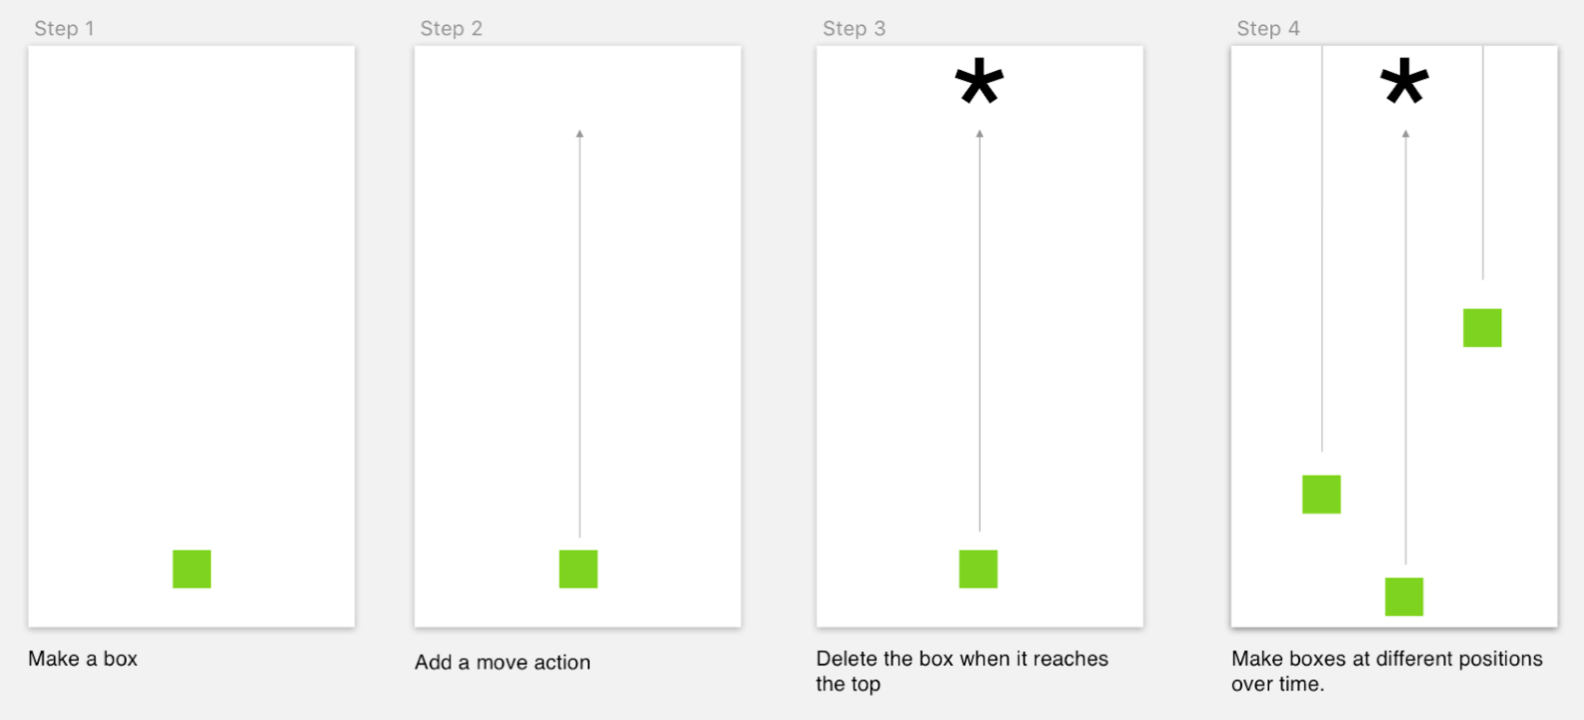 Step 1
Step 2
Step 3
Step 4
*
*
Make a box
Add a move action
Delete the box when it reaches
the top
Make boxes at different positions
over time.